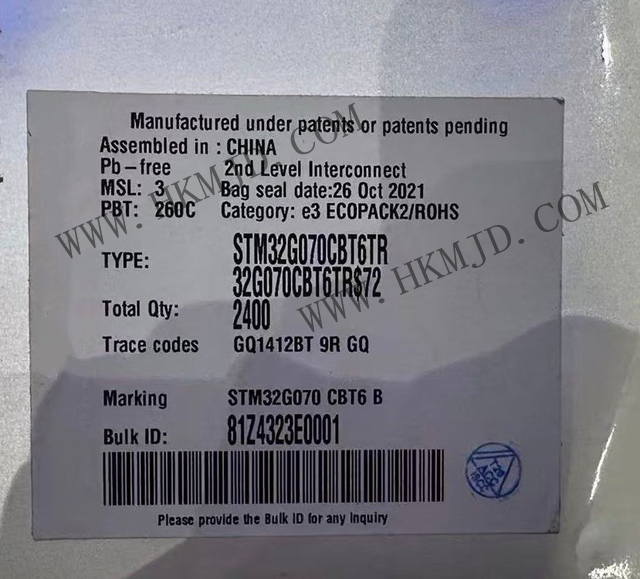 Manufactured under patents or patents pending
Assembled in : CHINA
Pb-free 2nd Level Interconnect
MSL: 3 Bag seal date:26 Oct 2021
PBT: 260C Category: e3 ECOPACK2/ROHS
TYPE: STM32G070CBT6TR
32G070CBT6TR$72
Total Qty: 2400
Trace codes GQ1412BT 9R GQ
Marking STM32G070 CBT6 B
Bulk ID: 81Z4323E0001
Please provide the Bulk ID for any Inquiry
WWW.HKMJD.COM
WWW.HKMJD.COM